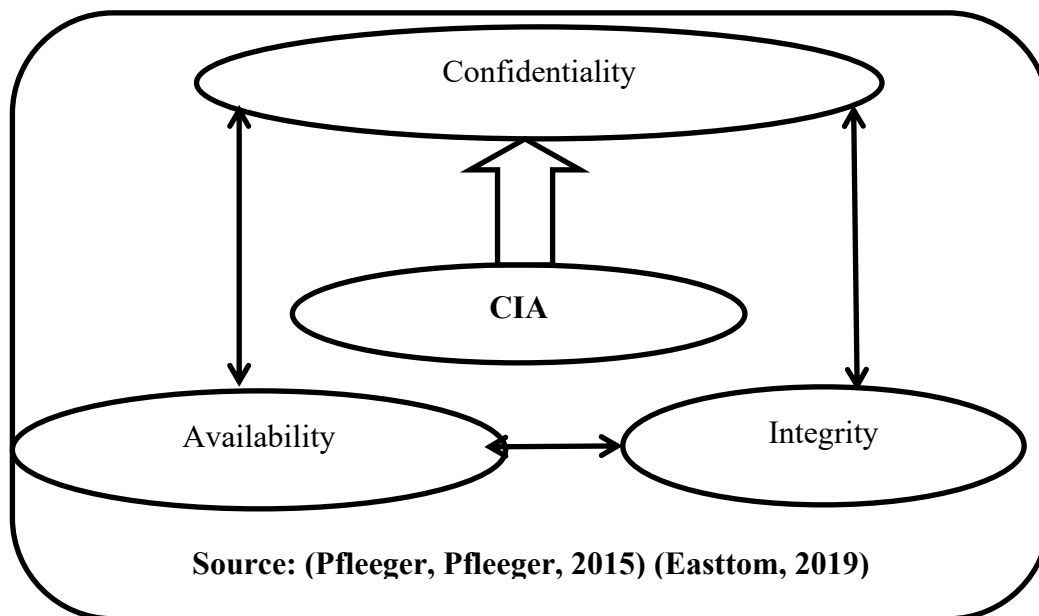 Confidentiality
CIA
Availability
Integrity
Source: (Pfleeger, Pfleeger, 2015) (Easttom, 2019)